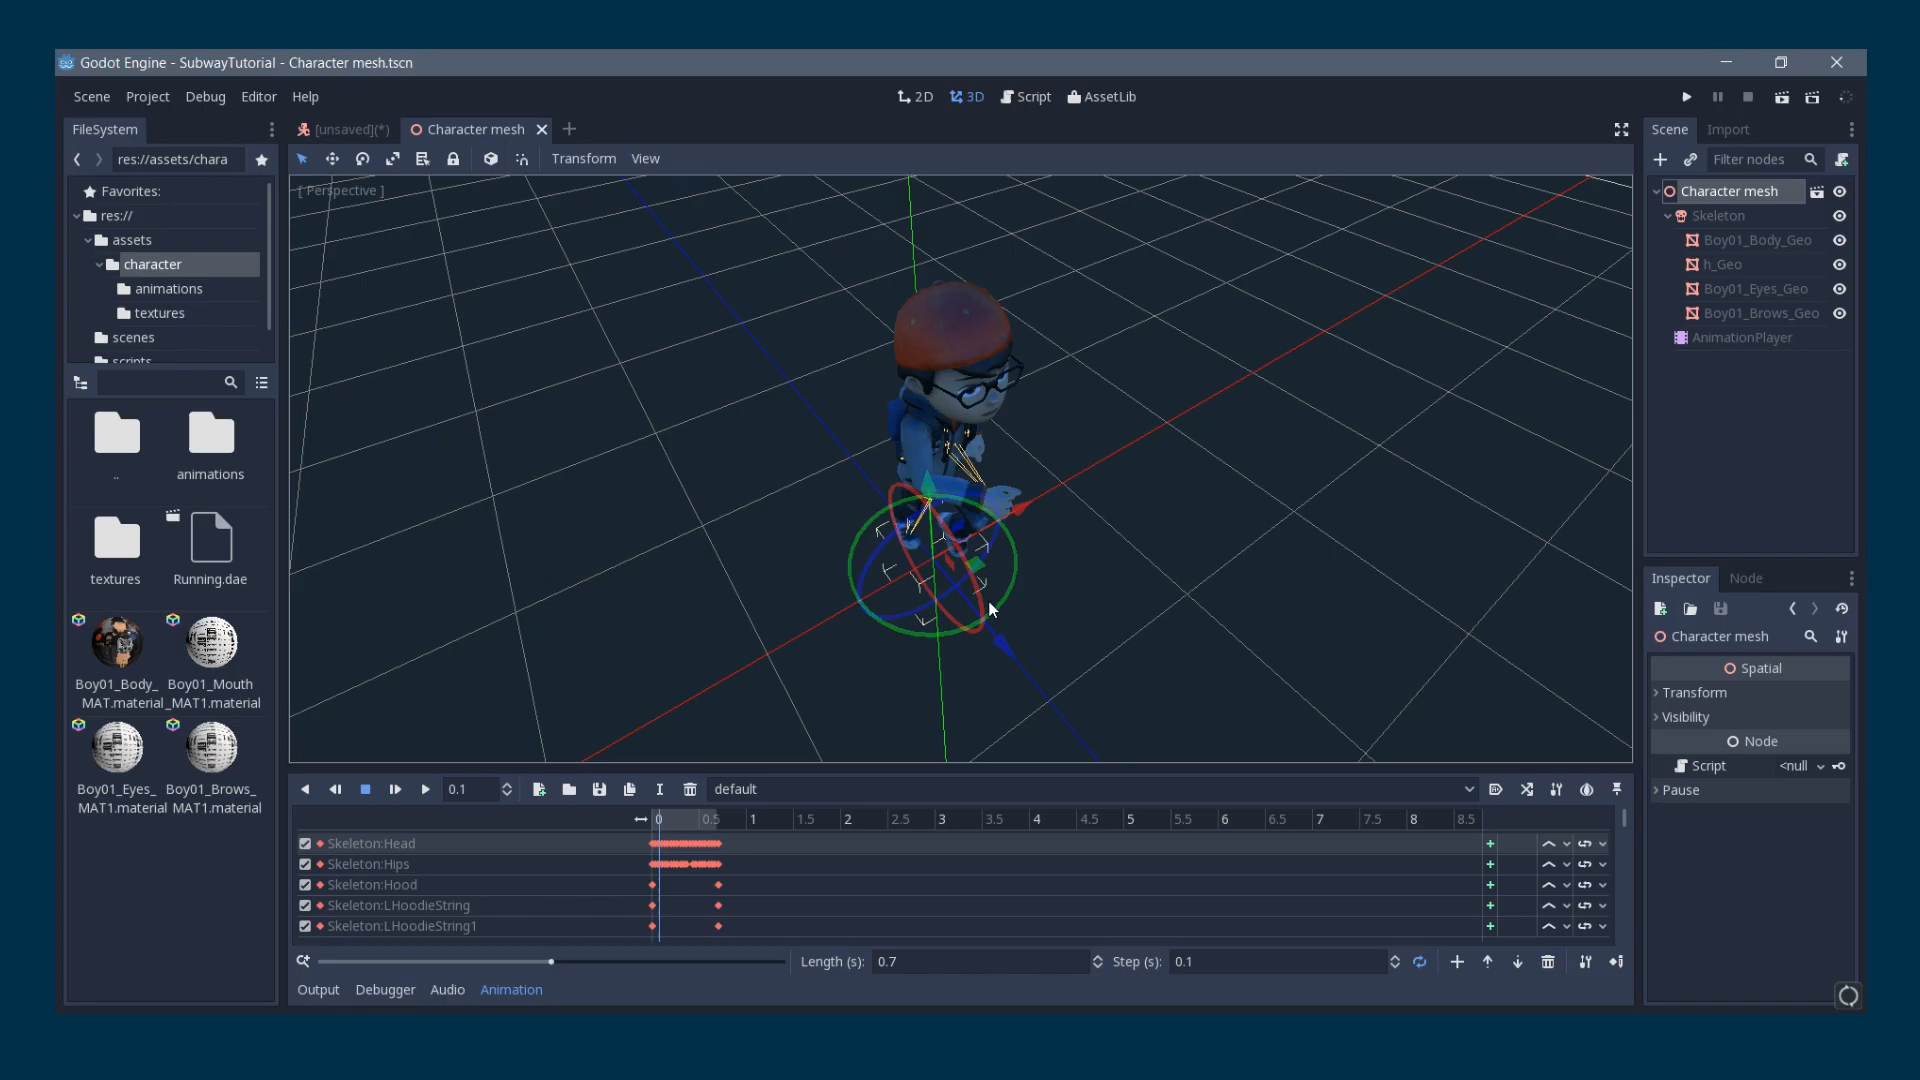 Godot Engine - SubwayTutorial - Character mesh.tscn
Scene Project Debug Editor Help
2D 3D Script AssetLib
FileSystem
[unsaved](*) Character mesh
Scene Import
res://assets/chara
Transform View
Filter nodes
[ Perspective ]
Favorites:
res://
assets
character
animations
textures
scenes
scripts
Character mesh
Skeleton
Boy01_Body_Geo
h_Geo
Boy01_Eyes_Geo
Boy01_Brows_Geo
AnimationPlayer
.. animations
textures Running.dae
Boy01_Body_ Boy01_Mouth
MAT.material _MAT1.material
Boy01_Eyes_ Boy01_Brows_
MAT1.material MAT1.material
Inspector Node
Character mesh
Spatial
Transform
Visibility
Node
Script <null
Pause
0.1 default
0 0.5 1 1.5 2 2.5 3 3.5 4 4.5 5 5.5 6 6.5 7 7.5 8 8.5
Skeleton:Head
Skeleton:Hips
Skeleton:Hood
Skeleton:LHoodieString
Skeleton:LHoodieString1
Length (s): 0.7 Step (s): 0.1
Output Debugger Audio Animation